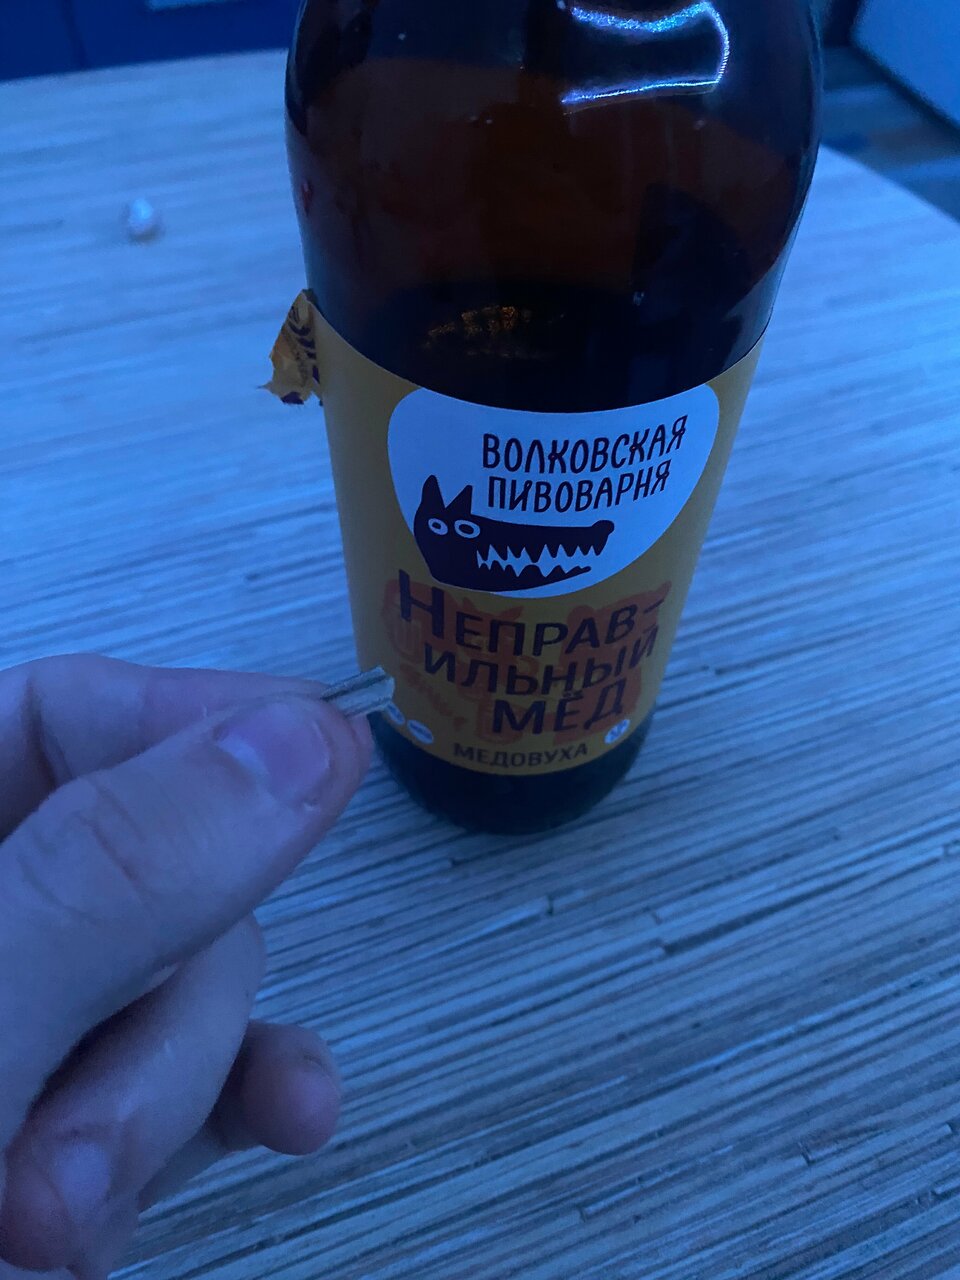 ВОЛКОВСКАЯ
ПИВОВАРНЯ
НЕПРАВ-
ИЛЬНЫЙ
МЁД
МЕДОВУХА